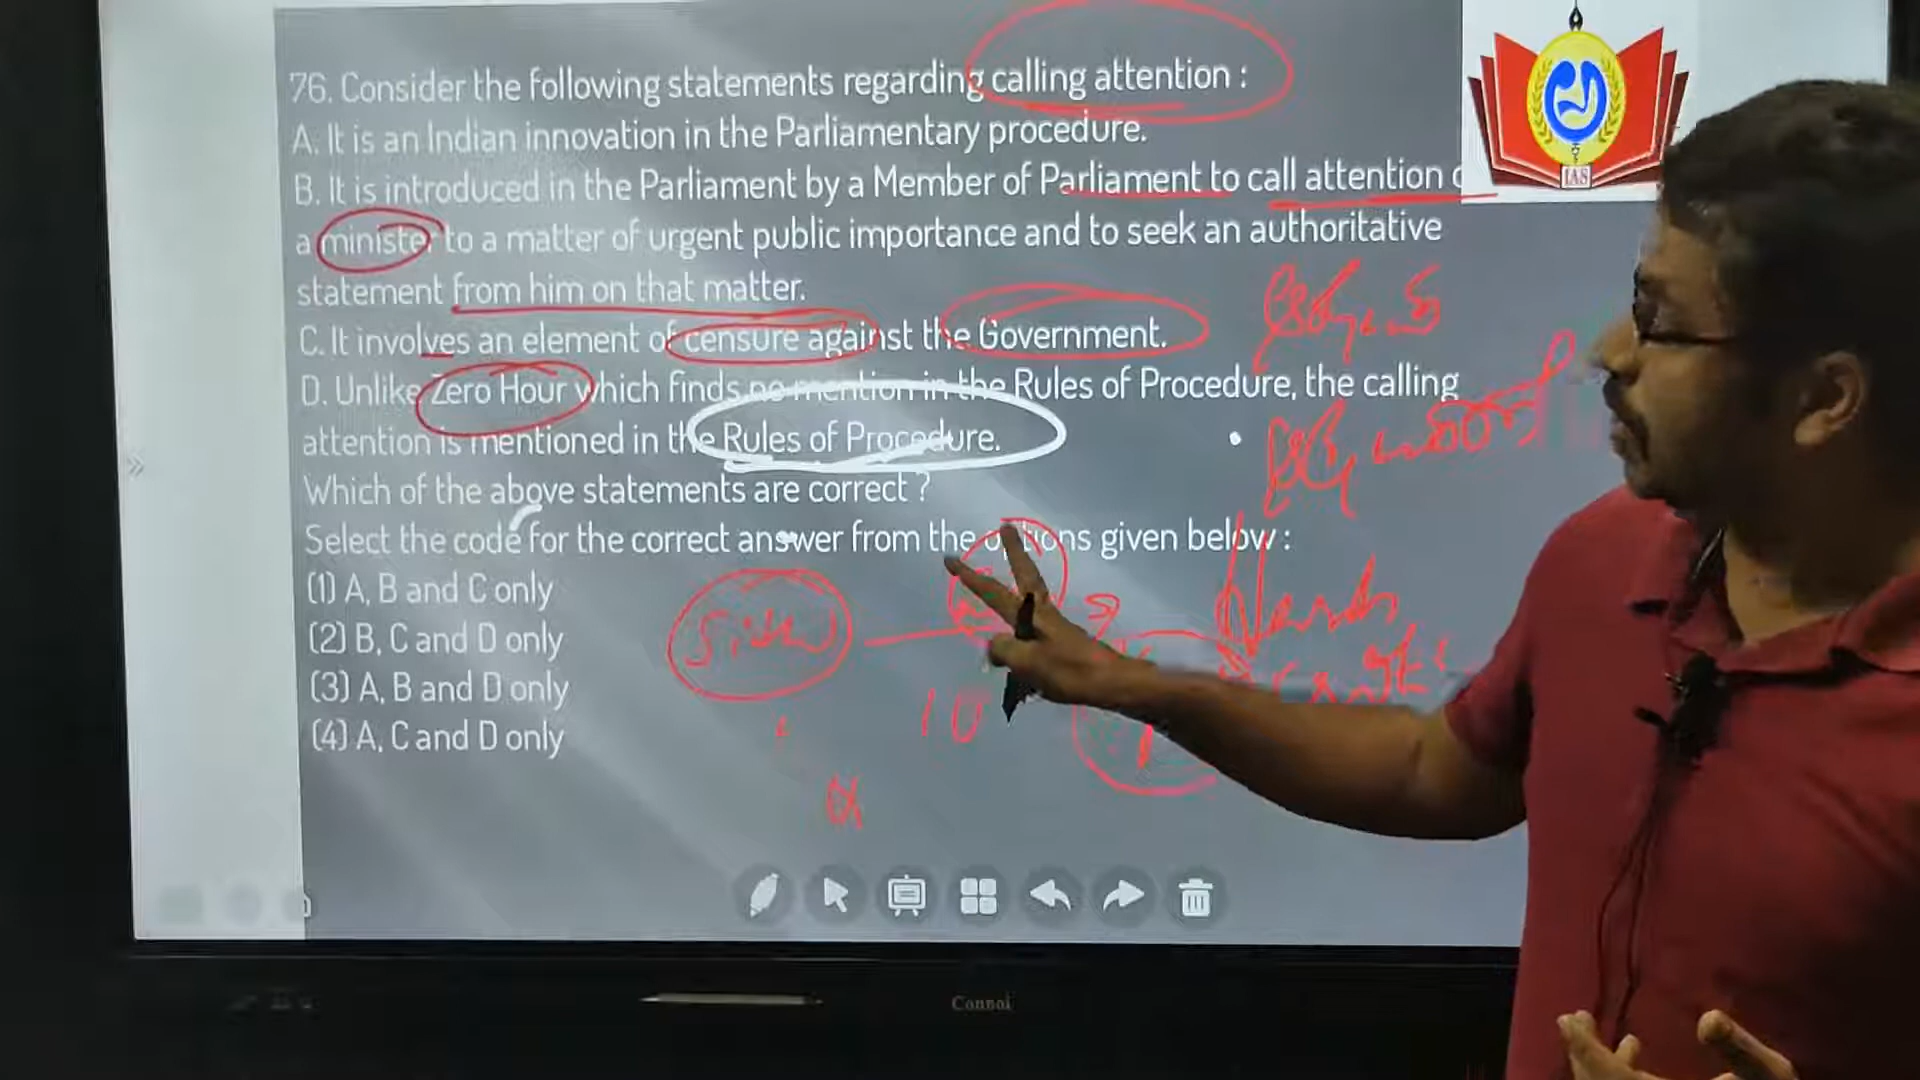 76. Consider the following statements regarding calling attention :
A. It is an Indian innovation in the Parliamentary procedure.
B. It is introduced in the Parliament by a Member of Parliament to call attention
a minister to a matter of urgent public importance and to seek an authoritative
statement from him on that matter.
C. It involves an element of censure against the Government.
D. Unlike Zero Hour which finds no mention in the Rules of Procedure, the calling
attention is mentioned in the Rules of Procedure.
Which of the above statements are correct ?
Select the code for the correct answer from the options given below :
(1) A, B and C only
(2) B, C and D only
(3) A, B and D only
(4) A, C and D only
10
IAS